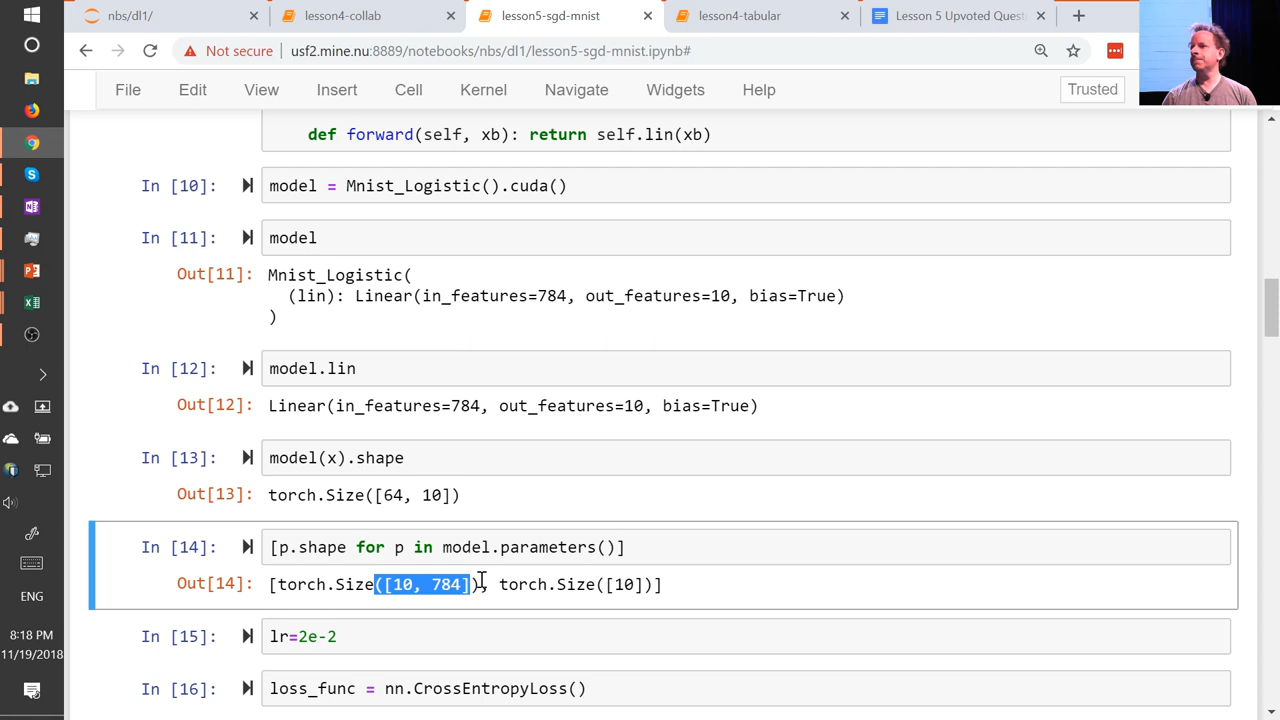 nbs/dl1/
lesson4-collab
lesson5-sgd-mnist
lesson4-tabular
Lesson 5 Upvoted Quest
Not secure
usf2.mine.nu:8889/notebooks/nbs/dl1/lesson5-sgd-mnist.ipynb#
File
Edit
View
Insert
Cell
Kernel
Navigate
Widgets
Help
Trusted
def forward(self, xb): return self.lin(xb)
In [10]:
model = Mnist_Logistic().cuda()
In [11]:
model
Out[11]:
Mnist_Logistic(
(lin): Linear(in_features=784, out_features=10, bias=True)
)
In [12]:
model.lin
Out[12]:
Linear(in_features=784, out_features=10, bias=True)
In [13]:
model(x).shape
Out[13]:
torch.Size([64, 10])
In [14]:
[p.shape for p in model.parameters()]
Out[14]:
[torch.Size([10, 784]), torch.Size([10])]
In [15]:
lr=2e-2
In [16]:
loss_func = nn.CrossEntropyLoss()
ENG
8:18 PM
11/19/2018